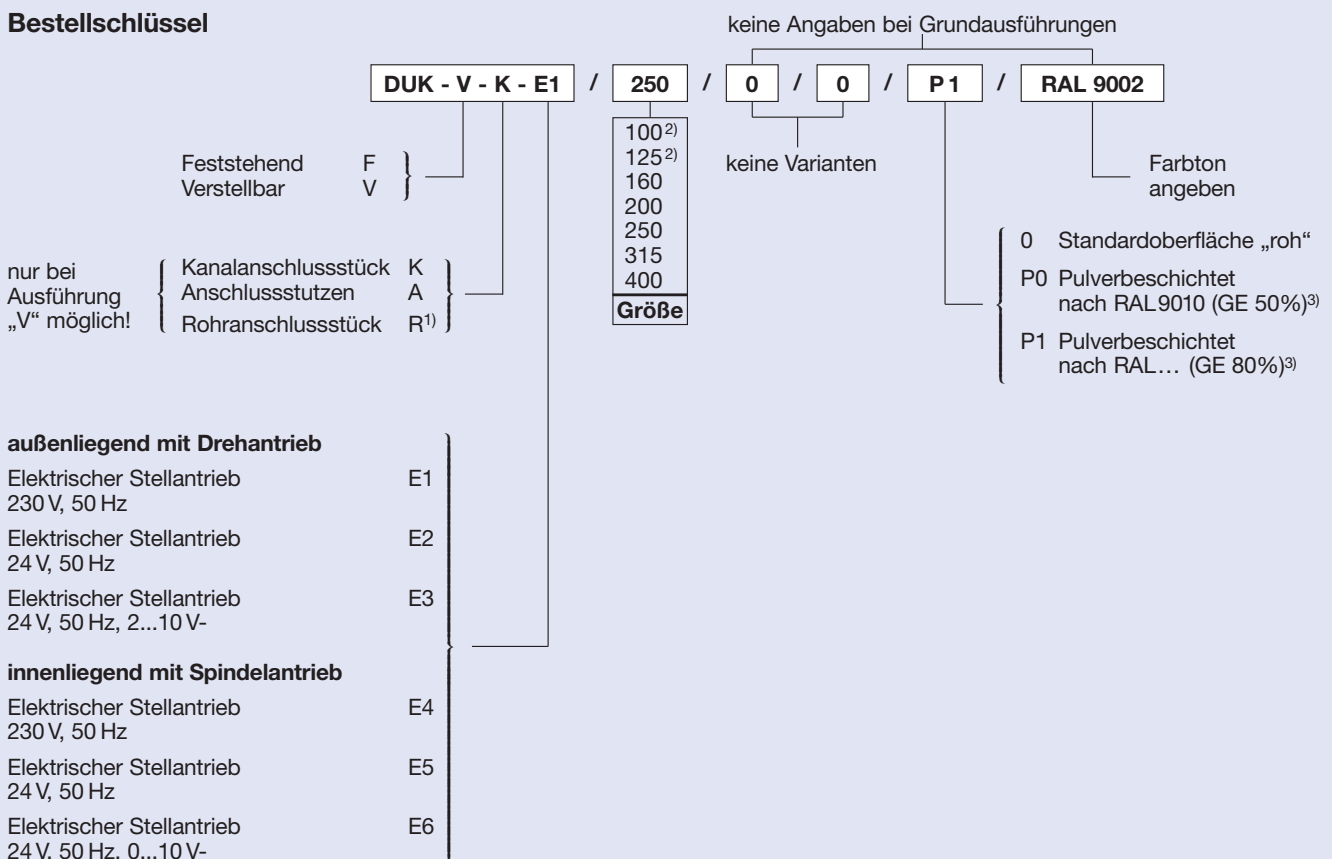 Bestellschlüssel
keine Angaben bei Grundausführungen
DUK - V - K - E1 / 250 / 0 / 0 / P1 / RAL 9002
100 2)
125 2)
160
200
250
315
400
Größe
keine Varianten
Farbton
angeben
Feststehend F
Verstellbar V
nur bei
Ausführung
„V“ möglich!
Kanalanschlussstück K
Anschlussstutzen A
Rohranschlussstück R1)
0 Standardoberfläche „roh“
P0 Pulverbeschichtet
nach RAL 9010 (GE 50%)3)
P1 Pulverbeschichtet
nach RAL… (GE 80%)3)
außenliegend mit Drehantrieb
Elektrischer Stellantrieb E1
230 V, 50 Hz
Elektrischer Stellantrieb E2
24 V, 50 Hz
Elektrischer Stellantrieb E3
24 V, 50 Hz, 2...10 V-
innenliegend mit Spindelantrieb
Elektrischer Stellantrieb E4
230 V, 50 Hz
Elektrischer Stellantrieb E5
24 V, 50 Hz
Elektrischer Stellantrieb E6
24 V, 50 Hz, 0...10 V-